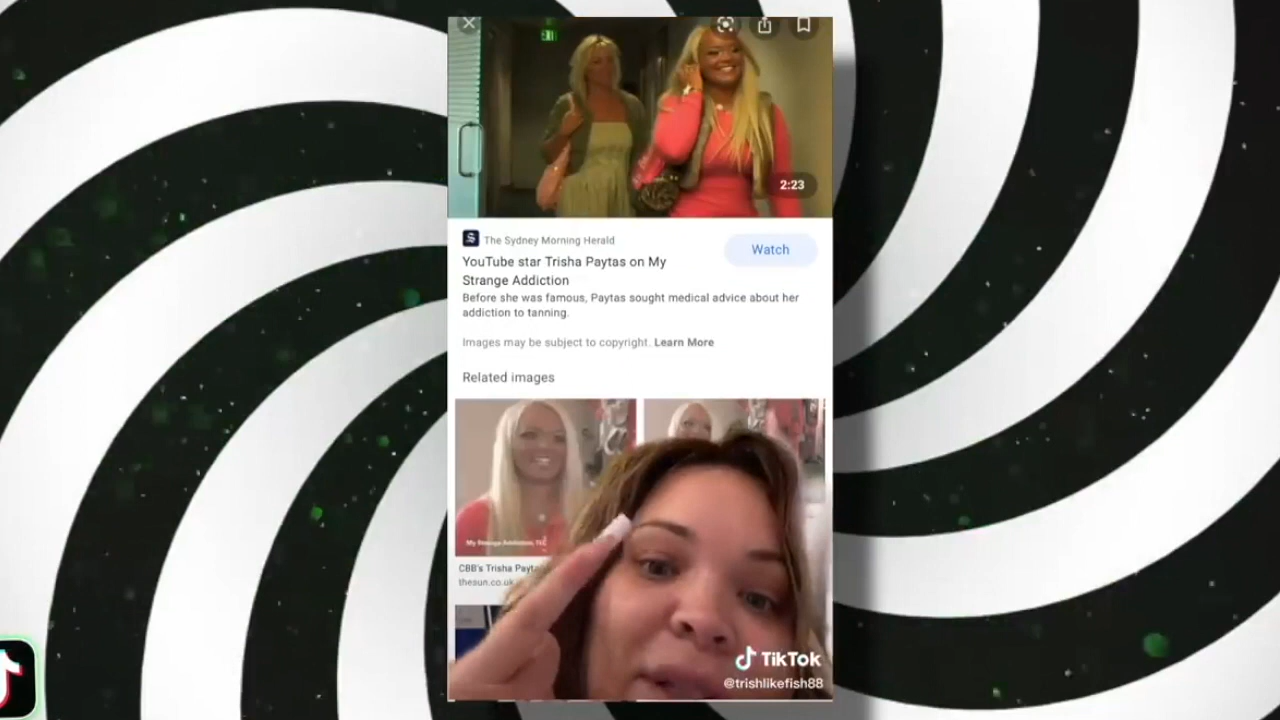 2:23
The Sydney Morning Herald
Watch
YouTube star Trisha Paytas on My
Strange Addiction
Before she was famous, Paytas sought medical advice about her
addiction to tanning.
Images may be subject to copyright. Learn More
Related images
My Strange Addiction, TLC
CBB's Trisha Payta
thesun.co.uk
TikTok
@trishlikefish88